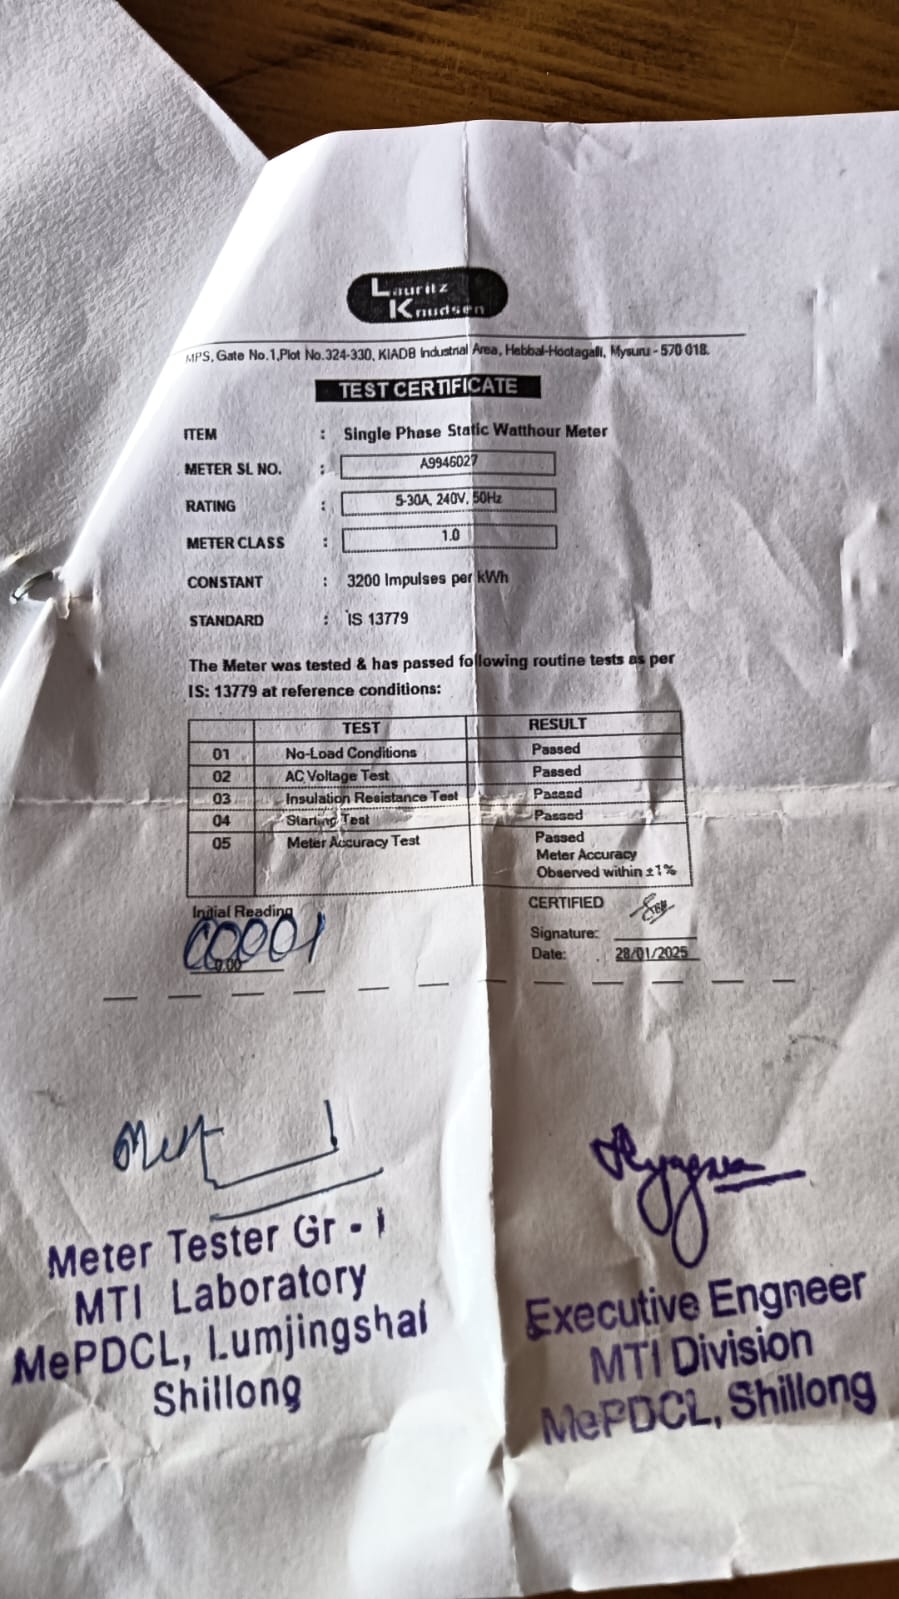 Lauritz
Knudsen
MPS, Gate No.1,Plot No.324-330, KIADB Industrial Area, Hebbal-Hootagalli, Mysuru - 570 018.
TEST CERTIFICATE
ITEM : Single Phase Static Watthour Meter
METER SL NO. : A9946027
RATING : 5-30A, 240V, 50Hz
METER CLASS : 1.0
CONSTANT : 3200 Impulses per kWh
STANDARD : IS 13779
The Meter was tested & has passed following routine tests as per
IS: 13779 at reference conditions:
TEST RESULT
01 No-Load Conditions Passed
02 AC Voltage Test Passed
03 Insulation Resistance Test Passed
04 Starting Test Passed
05 Meter Accuracy Test Passed
Meter Accuracy
Observed within ±1%
Initial Reading
00001
0.00
CERTIFIED
Signature:
Date: 28/01/2025
Meter Tester Gr - I
MTI Laboratory
MePDCL, Lumjingshai
Shillong
Executive Engneer
MTI Division
MePDCL, Shillong